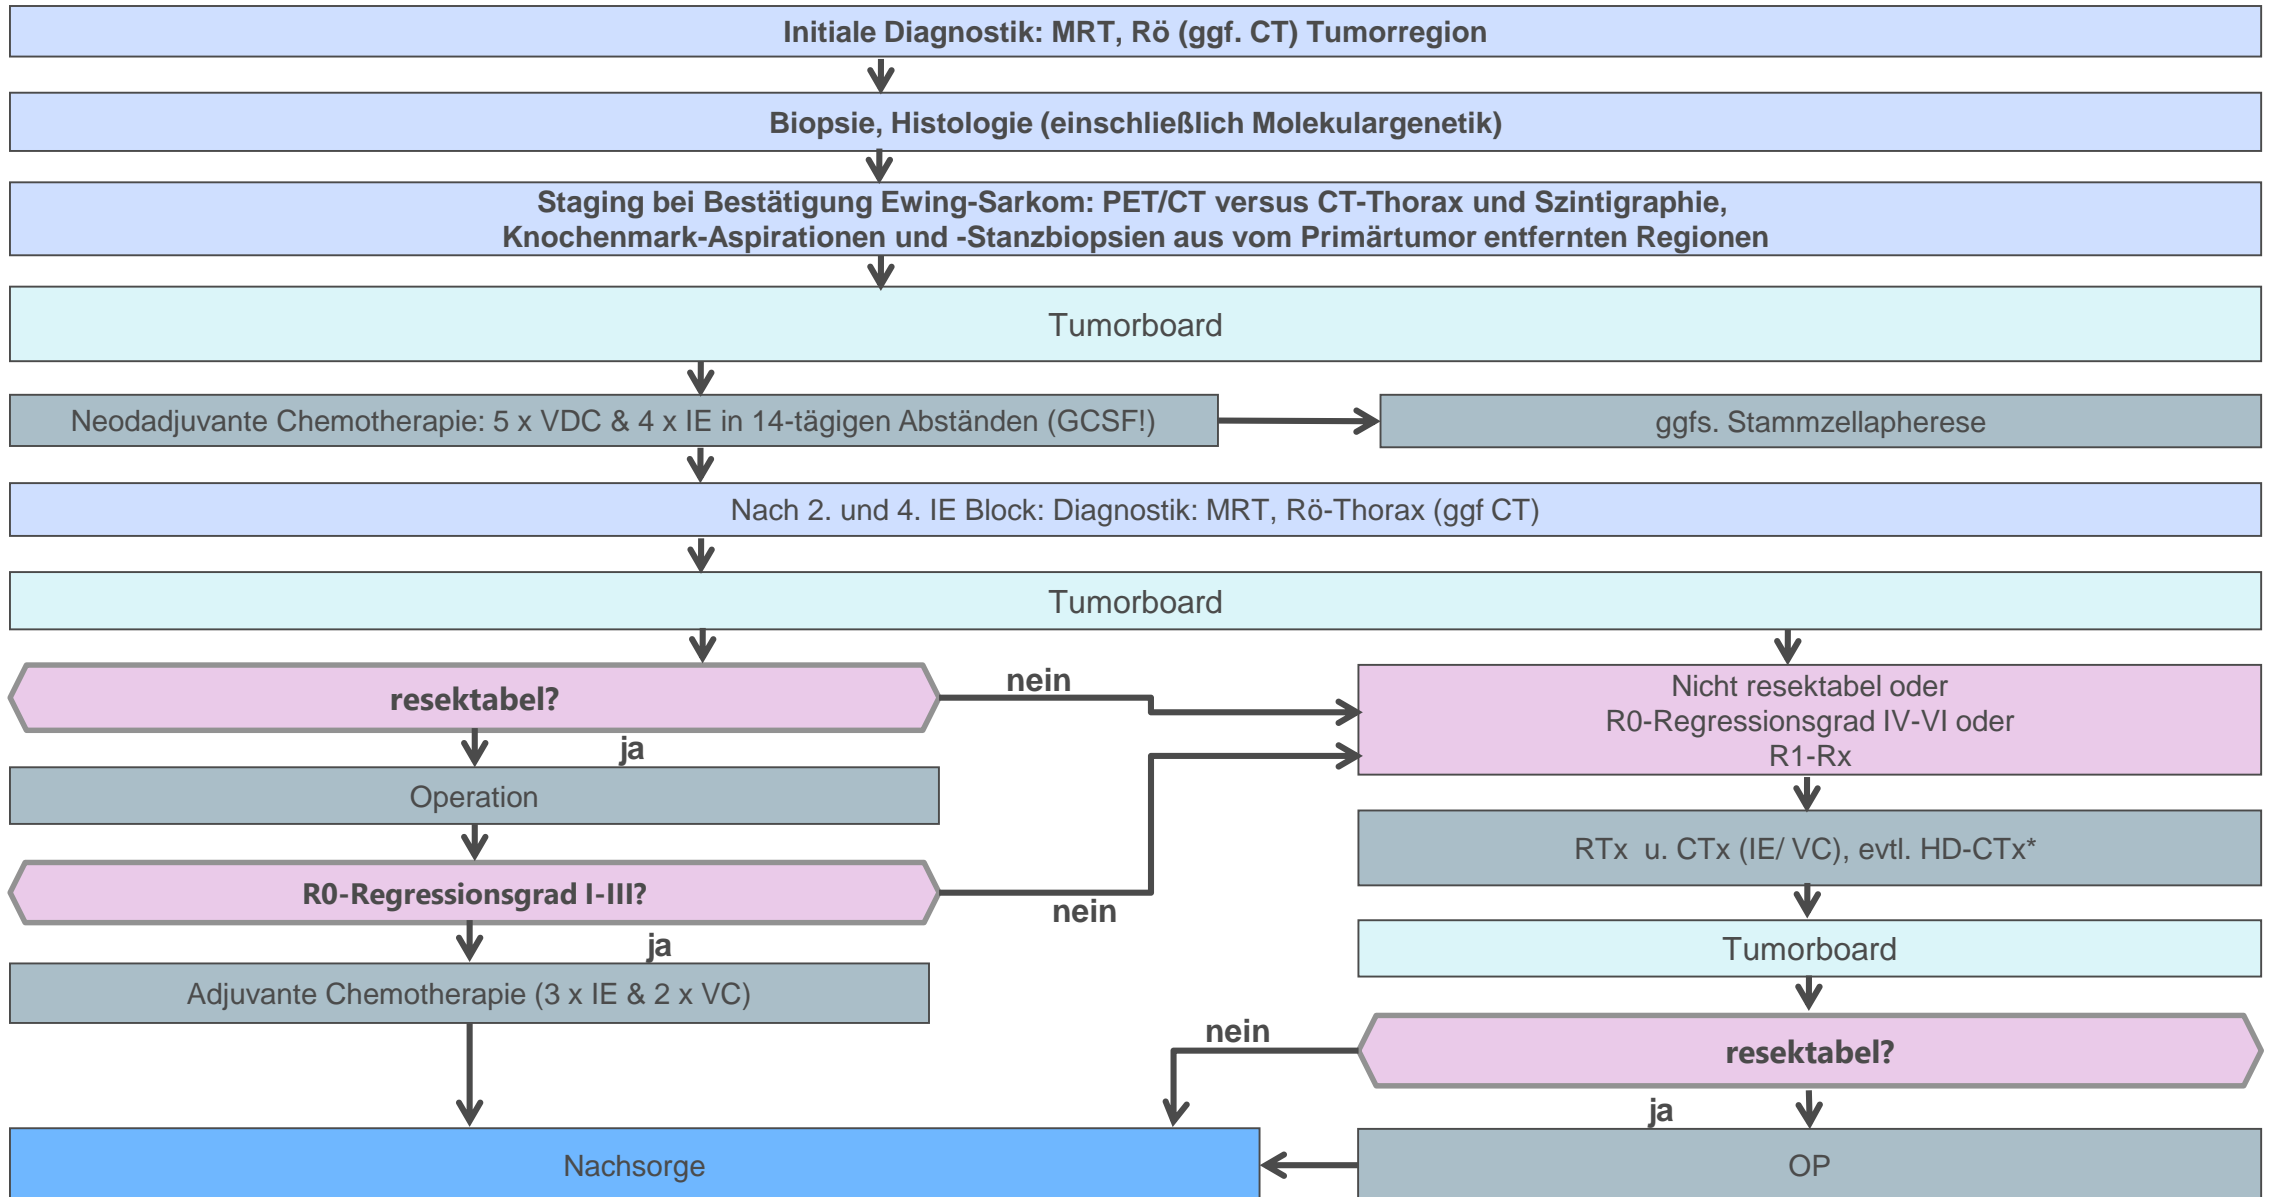 Initiale Diagnostik: MRT, Rö (ggf. CT) Tumorregion
Biopsie, Histologie (einschließlich Molekulargenetik)
Staging bei Bestätigung Ewing-Sarkom: PET/CT versus CT-Thorax und Szintigraphie,
Knochenmark-Aspirationen und -Stanzbiopsien aus vom Primärtumor entfernten Regionen
Tumorboard
Neodadjuvante Chemotherapie: 5 x VDC & 4 x IE in 14-tägigen Abständen (GCSF!)
ggfs. Stammzellapherese
Nach 2. und 4. IE Block: Diagnostik: MRT, Rö-Thorax (ggf CT)
Tumorboard
resektabel?
nein
Nicht resektabel oder
R0-Regressionsgrad IV-VI oder
R1-Rx
ja
Operation
RTx u. CTx (IE/ VC), evtl. HD-CTx*
R0-Regressionsgrad I-III?
nein
ja
Tumorboard
Adjuvante Chemotherapie (3 x IE & 2 x VC)
nein
resektabel?
ja
Nachsorge
OP